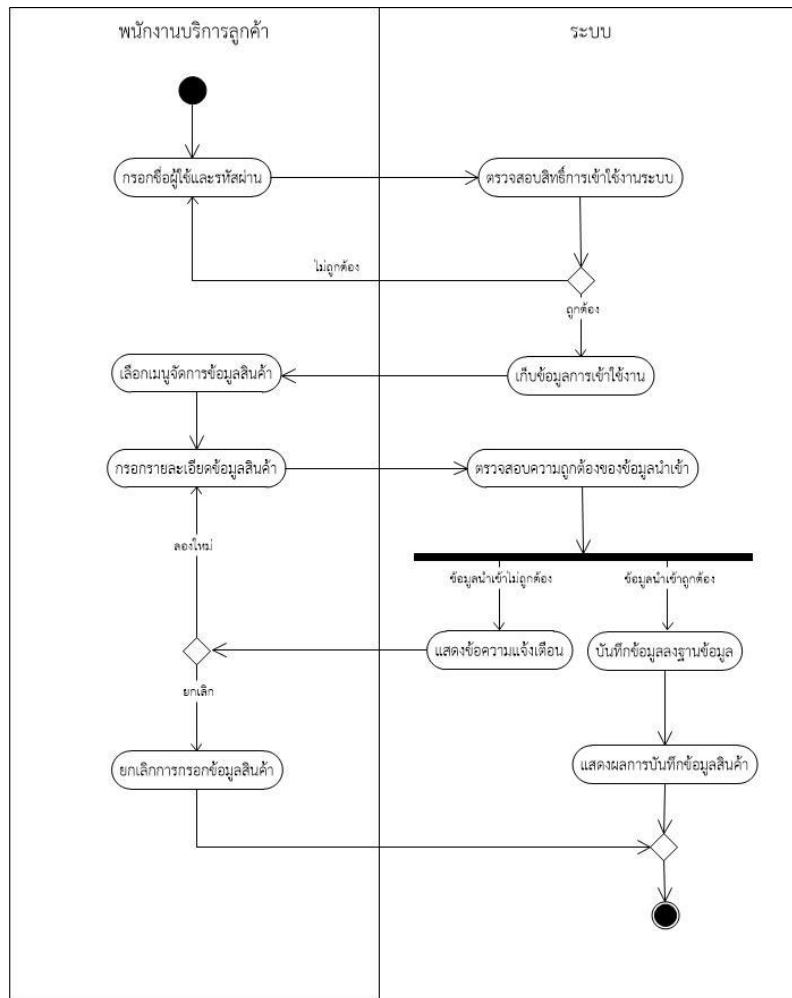 พนักงานบริการลูกค้า
ระบบ
กรอกชื่อผู้ใช้และรหัสผ่าน
ตรวจสอบสิทธิ์การเข้าใช้งานระบบ
ไม่ถูกต้อง
ถูกต้อง
เลือกเมนูจัดการข้อมูลสินค้า
เก็บข้อมูลการเข้าใช้งาน
กรอกรายละเอียดข้อมูลสินค้า
ตรวจสอบความถูกต้องของข้อมูลนำเข้า
ลองใหม่
ข้อมูลนำเข้าไม่ถูกต้อง
ข้อมูลนำเข้าถูกต้อง
แสดงข้อความแจ้งเตือน
บันทึกข้อมูลลงฐานข้อมูล
ยกเลิก
ยกเลิกการกรอกข้อมูลสินค้า
แสดงผลการบันทึกข้อมูลสินค้า